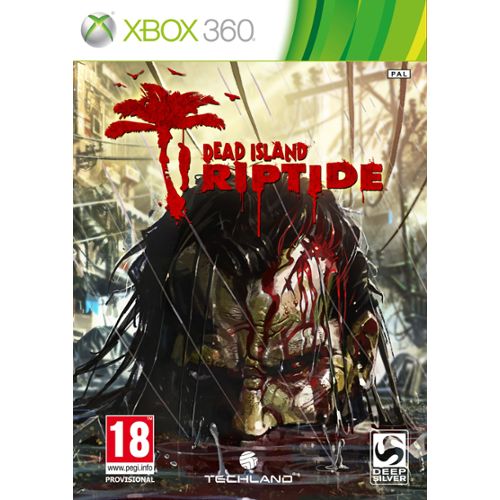 XBOX 360
PAL
DEAD ISLAND
RIPTIDE
18
www.pegi.info
PROVISIONAL
TECHLAND
DEEP
SILVER